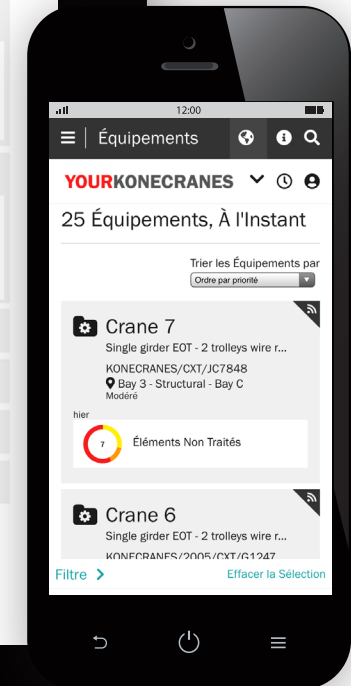 12:00
Équipements
YOURKONECRANES
25 Équipements, À l'Instant
Trier les Équipements par
Ordre par priorité
Crane 7
Single girder EOT - 2 trolleys wire r...
KONECRANES/CXT/JC7848
Bay 3 - Structural - Bay C
Modéré
hier
7
Éléments Non Traités
Crane 6
Single girder EOT - 2 trolleys wire r...
KONECRANES/2005/CXT/G1247
Filtre
Effacer la Sélection